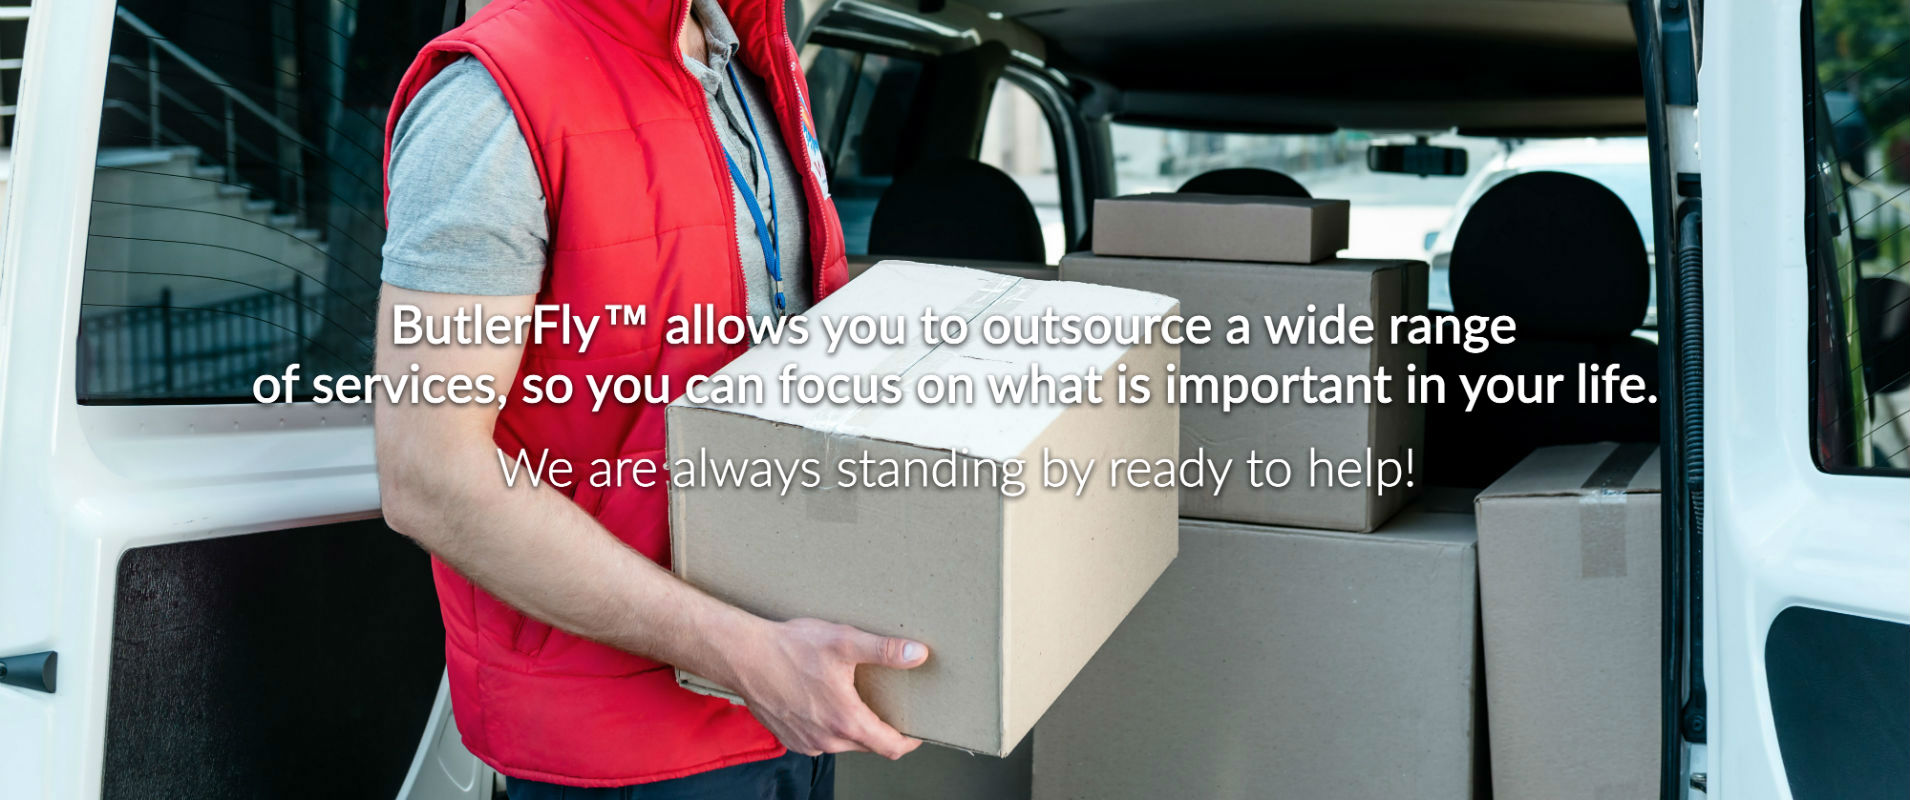 ButlerFly™ allows you to outsource a wide range
of services, so you can focus on what is important in your life.
We are always standing by ready to help!